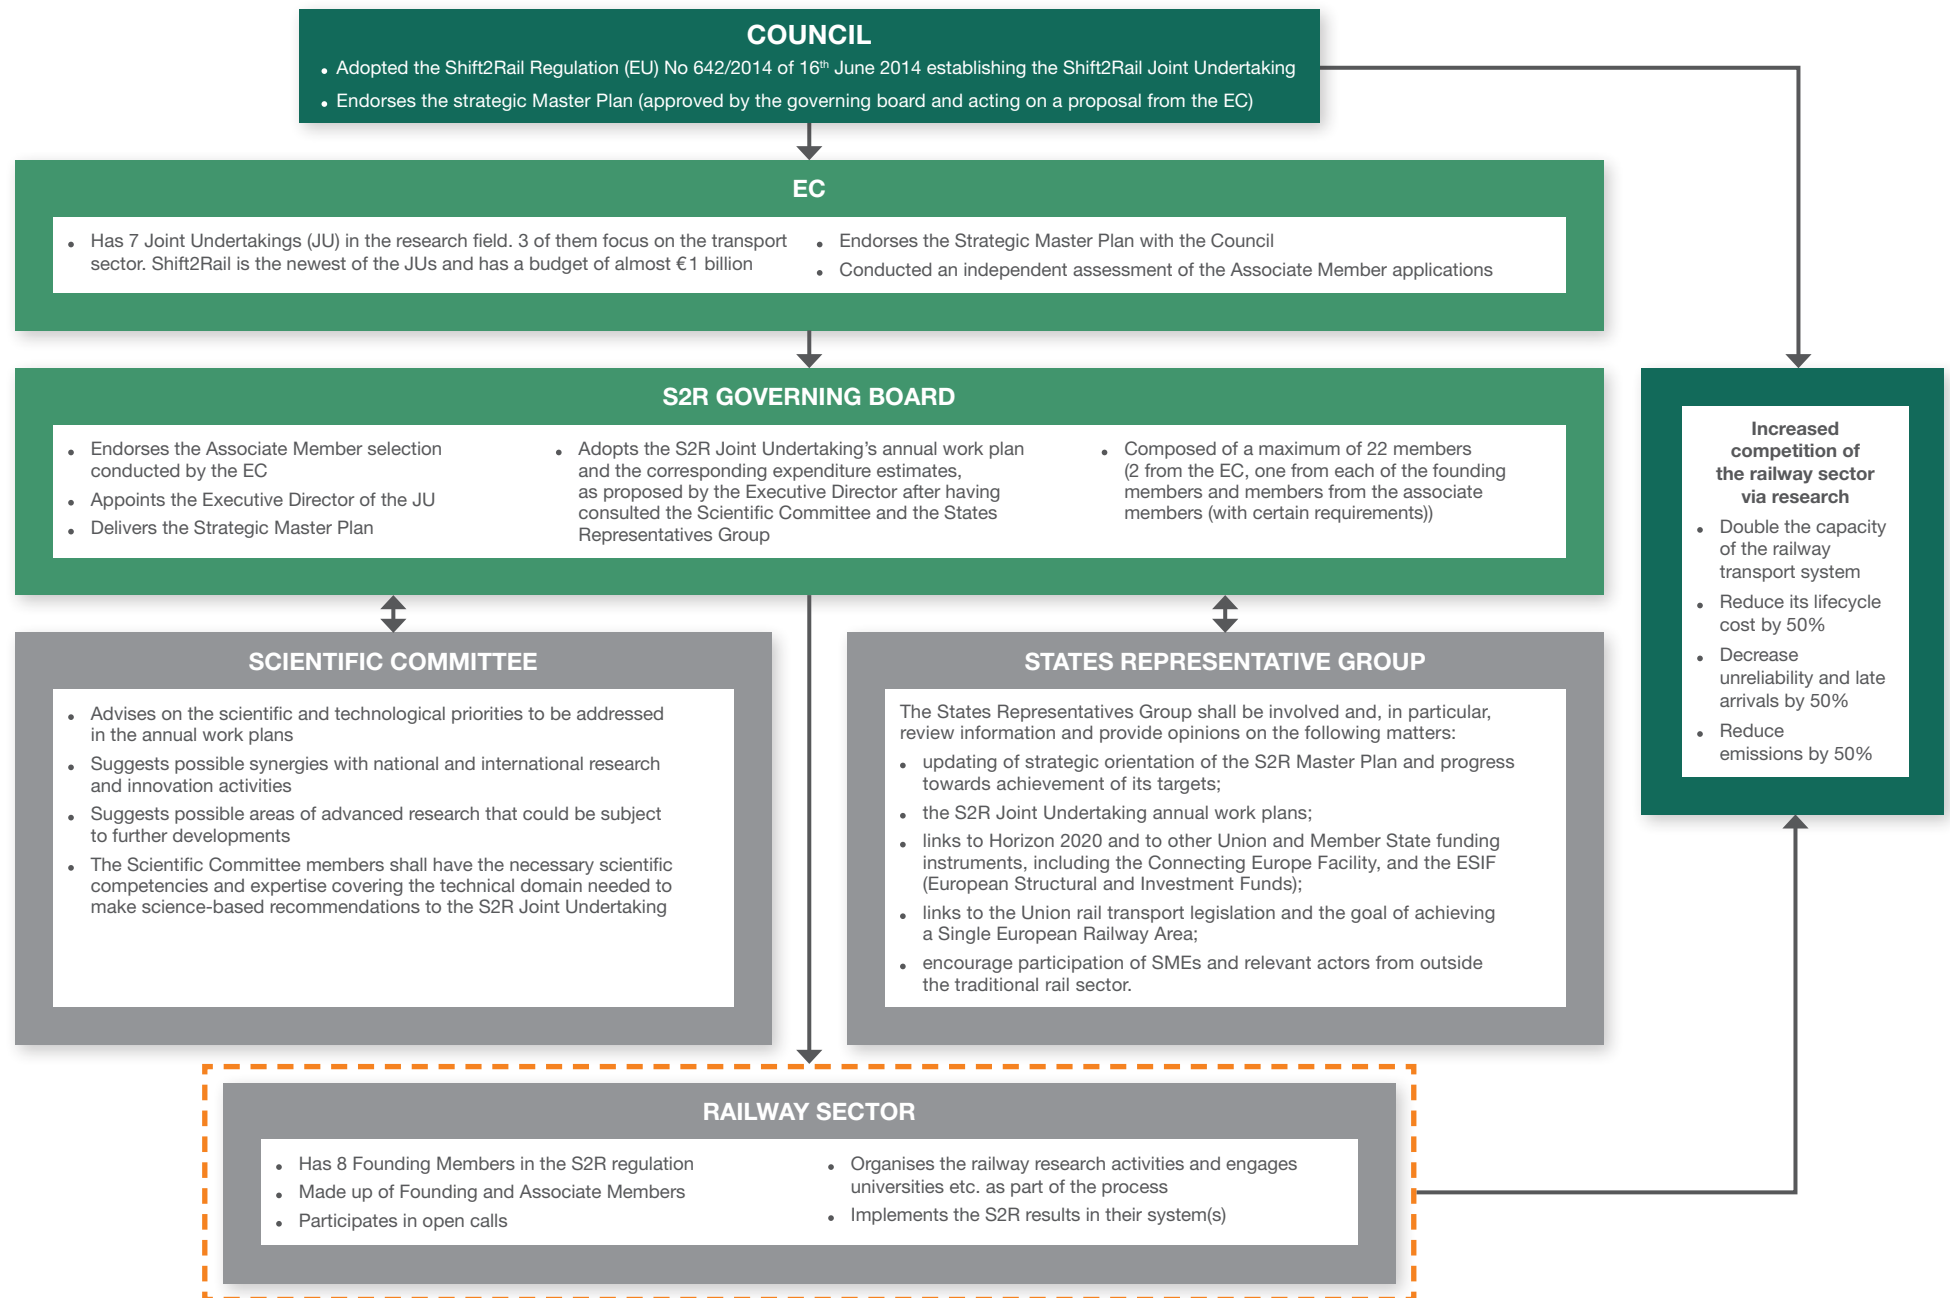 COUNCIL
• Adopted the Shift2Rail Regulation (EU) No 642/2014 of 16th June 2014 establishing the Shift2Rail Joint Undertaking
• Endorses the strategic Master Plan (approved by the governing board and acting on a proposal from the EC)
EC
• Has 7 Joint Undertakings (JU) in the research field. 3 of them focus on the transport
sector. Shift2Rail is the newest of the JUs and has a budget of almost €1 billion
• Endorses the Strategic Master Plan with the Council
• Conducted an independent assessment of the Associate Member applications
S2R GOVERNING BOARD
• Endorses the Associate Member selection
conducted by the EC
• Appoints the Executive Director of the JU
• Delivers the Strategic Master Plan
• Adopts the S2R Joint Undertaking’s annual work plan
and the corresponding expenditure estimates,
as proposed by the Executive Director after having
consulted the Scientific Committee and the States
Representatives Group
• Composed of a maximum of 22 members
(2 from the EC, one from each of the founding
members and members from the associate
members (with certain requirements))
Increased
competition of
the railway sector
via research
• Double the capacity
of the railway
transport system
• Reduce its lifecycle
cost by 50%
• Decrease
unreliability and late
arrivals by 50%
• Reduce
emissions by 50%
SCIENTIFIC COMMITTEE
• Advises on the scientific and technological priorities to be addressed
in the annual work plans
• Suggests possible synergies with national and international research
and innovation activities
• Suggests possible areas of advanced research that could be subject
to further developments
• The Scientific Committee members shall have the necessary scientific
competencies and expertise covering the technical domain needed to
make science-based recommendations to the S2R Joint Undertaking
STATES REPRESENTATIVE GROUP
The States Representatives Group shall be involved and, in particular,
review information and provide opinions on the following matters:
• updating of strategic orientation of the S2R Master Plan and progress
towards achievement of its targets;
• the S2R Joint Undertaking annual work plans;
• links to Horizon 2020 and to other Union and Member State funding
instruments, including the Connecting Europe Facility, and the ESIF
(European Structural and Investment Funds);
• links to the Union rail transport legislation and the goal of achieving
a Single European Railway Area;
• encourage participation of SMEs and relevant actors from outside
the traditional rail sector.
RAILWAY SECTOR
• Has 8 Founding Members in the S2R regulation
• Made up of Founding and Associate Members
• Participates in open calls
• Organises the railway research activities and engages
universities etc. as part of the process
• Implements the S2R results in their system(s)